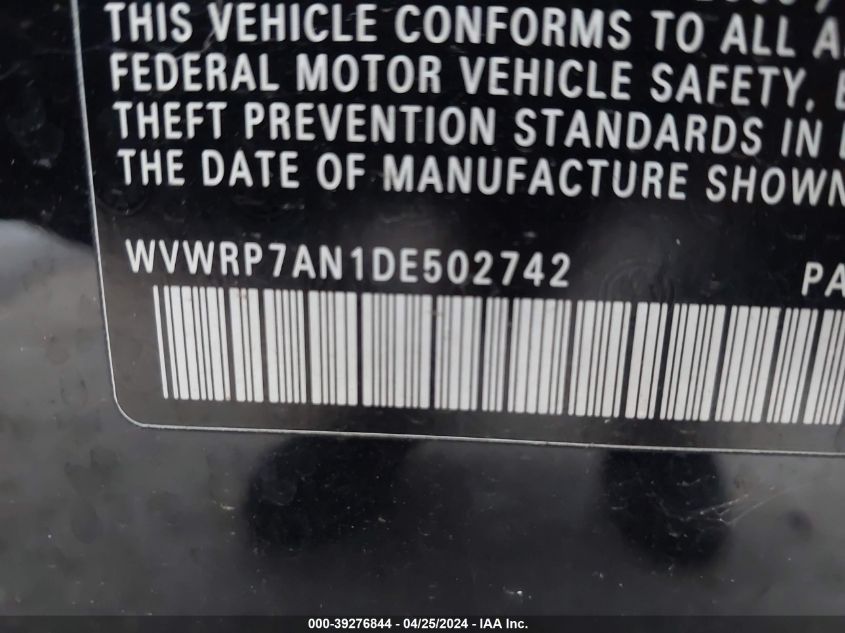 THIS VEHICLE CONFORMS TO ALL
FEDERAL MOTOR VEHICLE SAFETY,
THEFT PREVENTION STANDARDS IN
THE DATE OF MANUFACTURE SHOWN
WVWRP7AN1DE502742 PA
000-39276844 - 04/25/2024 - IAA Inc.